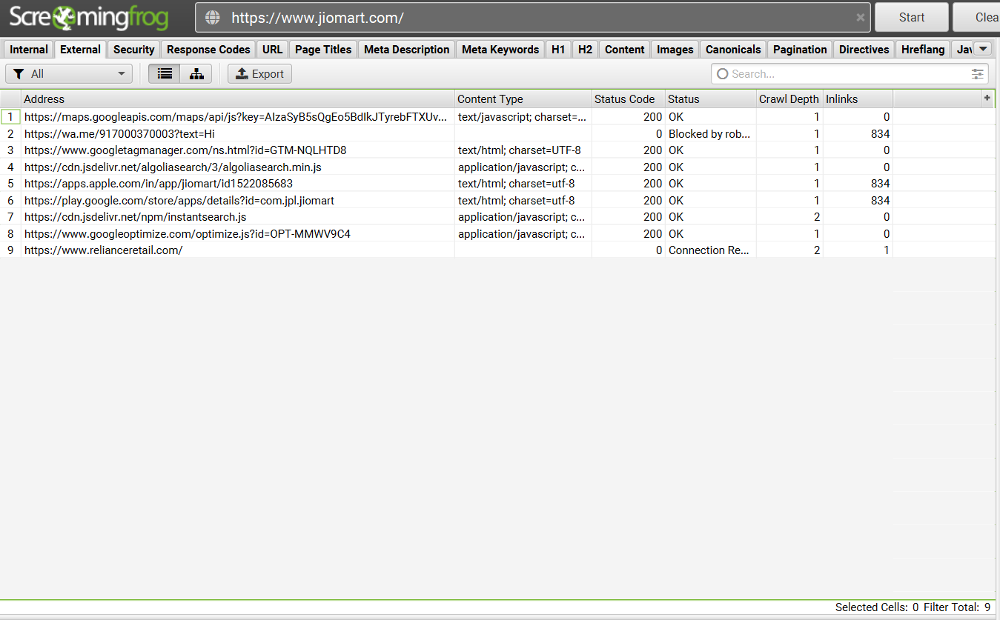 Screamingfrog https://www.jiomart.com/ × Start Clea
Internal External Security Response Codes URL Page Titles Meta Description Meta Keywords H1 H2 Content Images Canonicals Pagination Directives Hreflang Jav
All Export Search...
Address Content Type Status Code Status Crawl Depth Inlinks +
1 https://maps.googleapis.com/maps/api/js?key=AIzaSyB5sQgEo5BdIkJTyrebFTXUv... text/javascript; charset=... 200 OK 1 0
2 https://wa.me/917000370003?text=Hi 0 Blocked by rob... 1 834
3 https://www.googletagmanager.com/ns.html?id=GTM-NQLHTD8 text/html; charset=UTF-8 200 OK 1 0
4 https://cdn.jsdelivr.net/algoliasearch/3/algoliasearch.min.js application/javascript; c... 200 OK 1 0
5 https://apps.apple.com/in/app/jiomart/id1522085683 text/html; charset=utf-8 200 OK 1 834
6 https://play.google.com/store/apps/details?id=com.jpl.jiomart text/html; charset=utf-8 200 OK 1 834
7 https://cdn.jsdelivr.net/npm/instantsearch.js application/javascript; c... 200 OK 2 0
8 https://www.googleoptimize.com/optimize.js?id=OPT-MMWV9C4 application/javascript; c... 200 OK 1 0
9 https://www.relianceretail.com/ 0 Connection Re... 2 1
Selected Cells: 0 Filter Total: 9